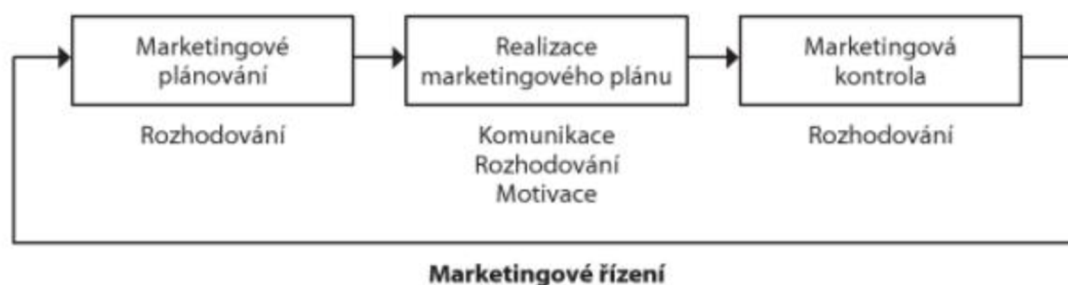 Marketingové
plánování
Realizace
marketingového plánu
Marketingová
kontrola
Rozhodování
Komunikace
Rozhodování
Motivace
Rozhodování
Marketingové řízení